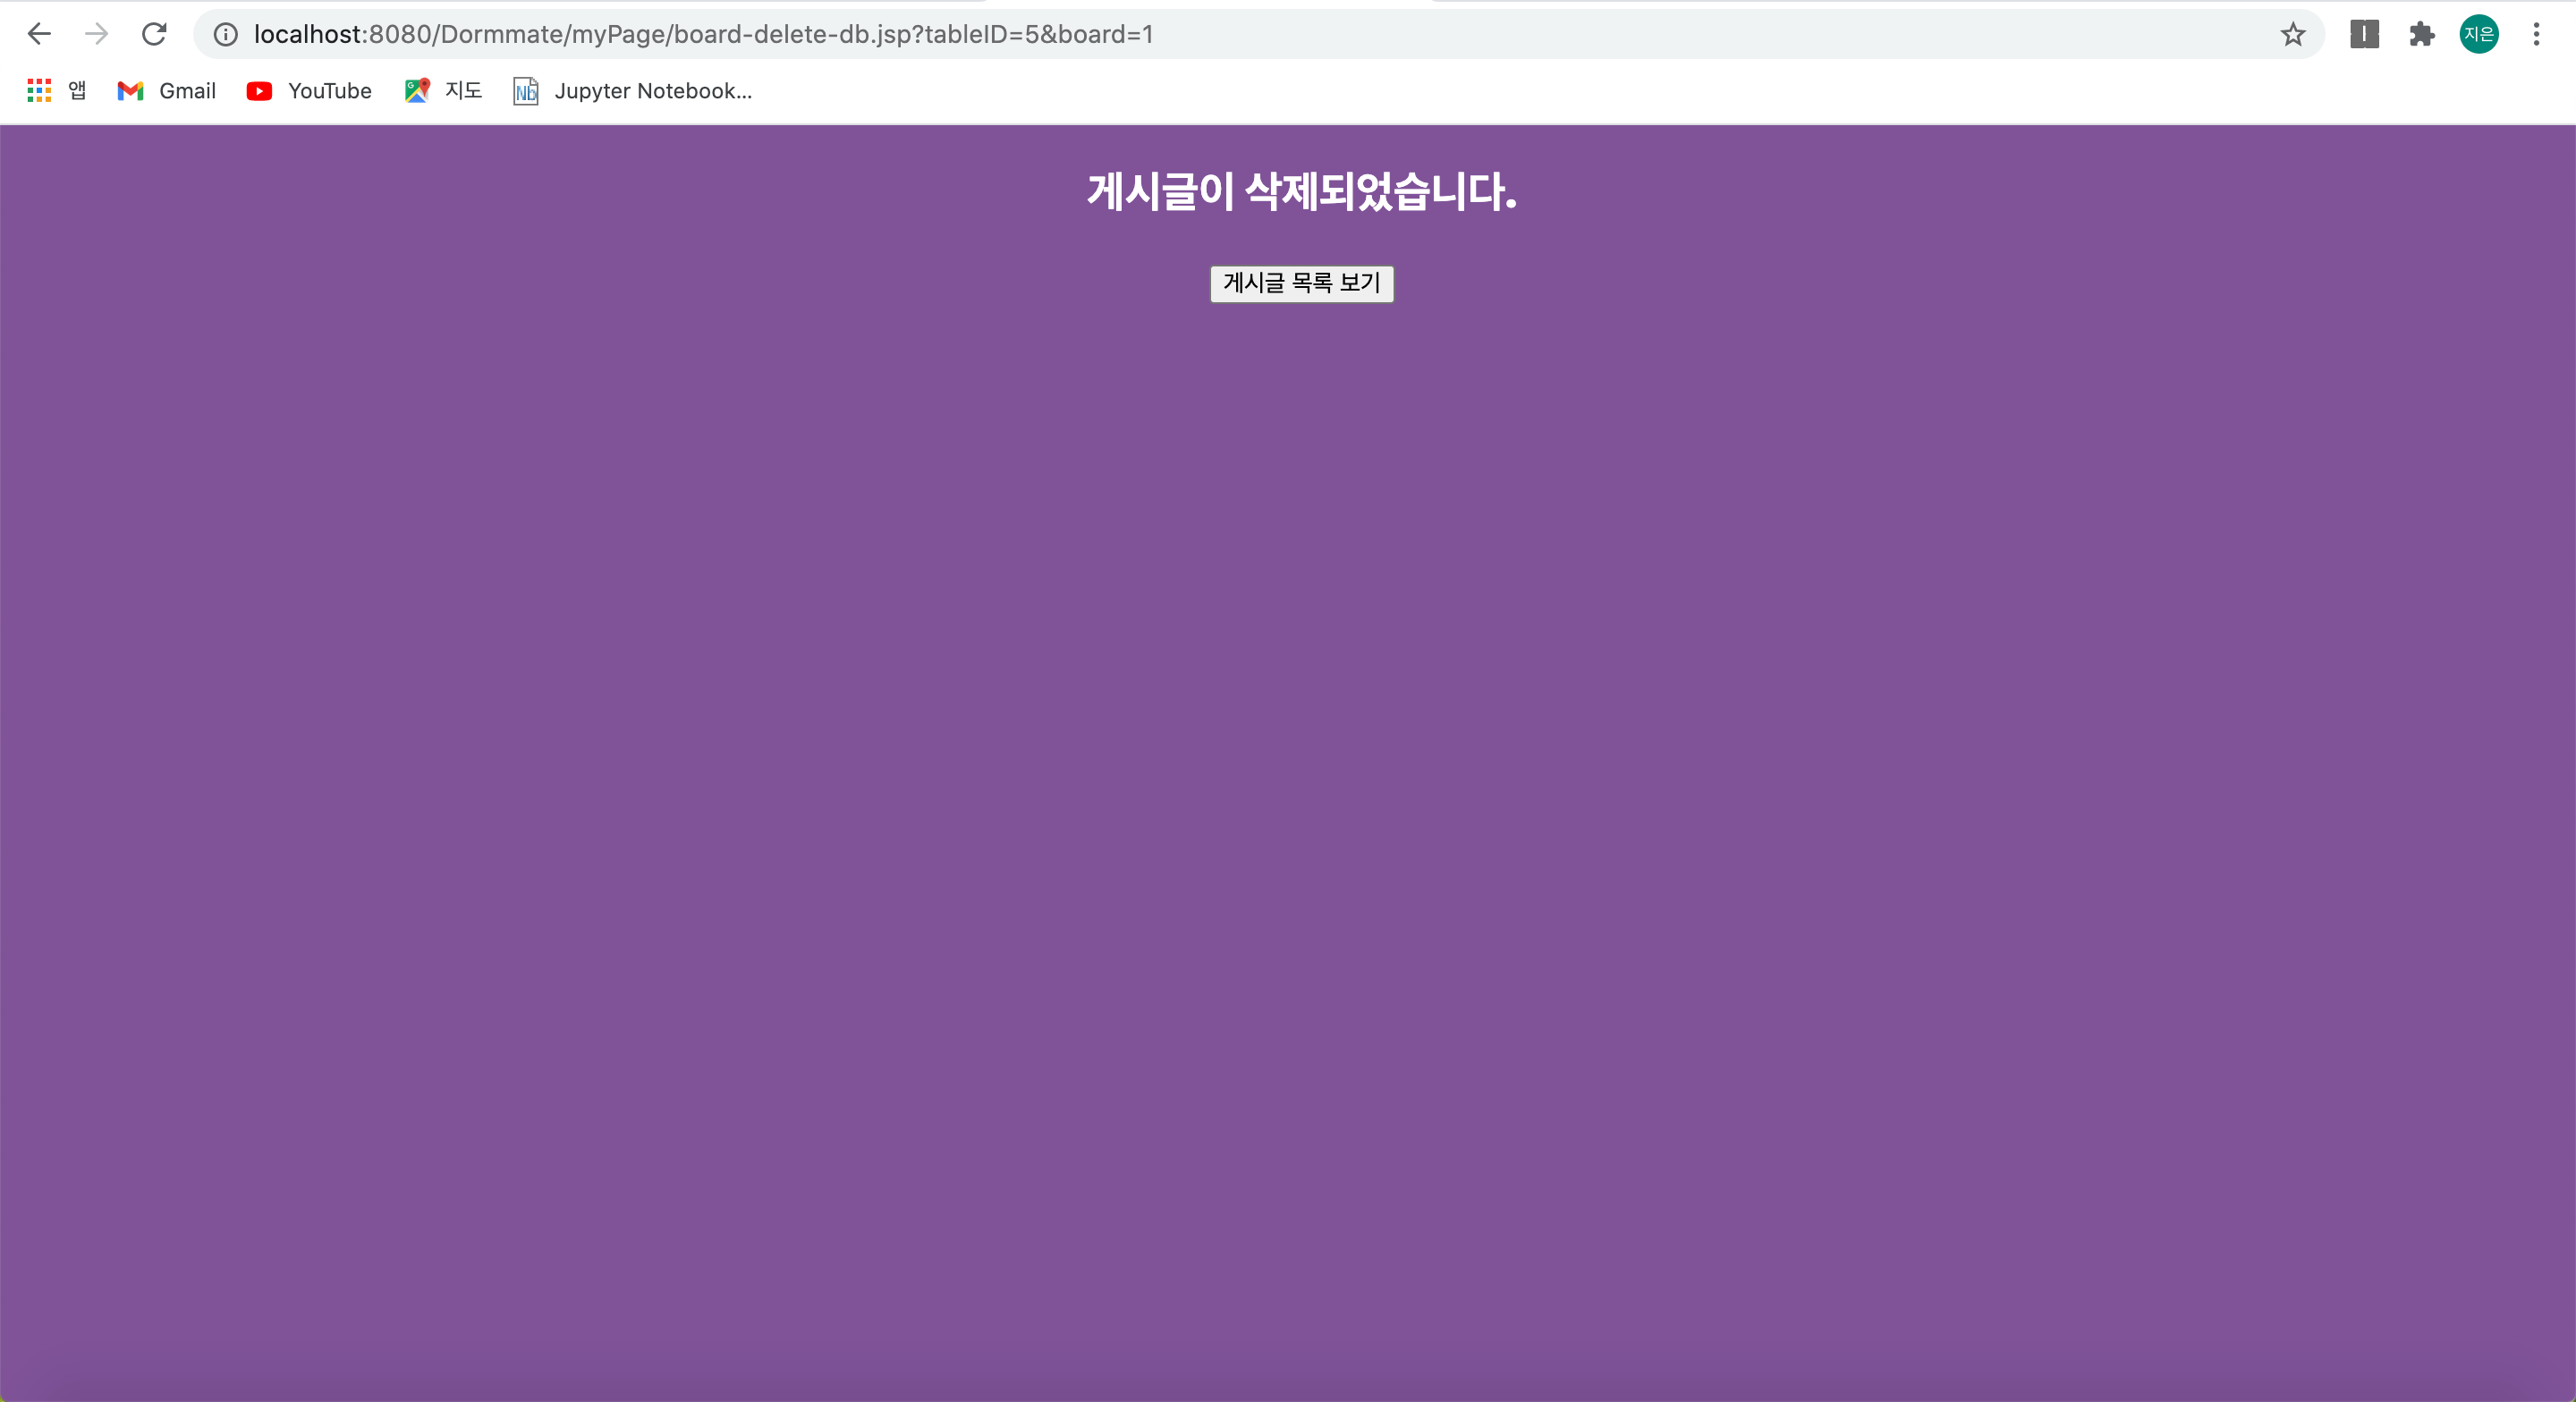 localhost:8080/Dormmate/myPage/board-delete-db.jsp?tableID=5&board=1
지은
앱 Gmail YouTube 지도 Jupyter Notebook...
게시글이 삭제되었습니다.
게시글 목록 보기